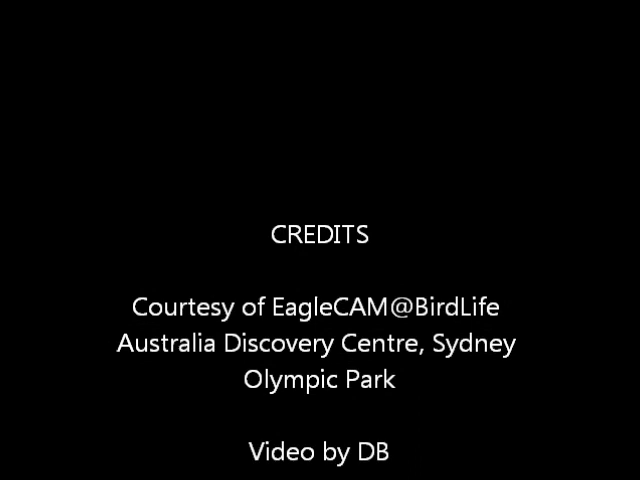 CREDITS
Courtesy of EagleCAM@BirdLife
Australia Discovery Centre, Sydney
Olympic Park
Video by DB